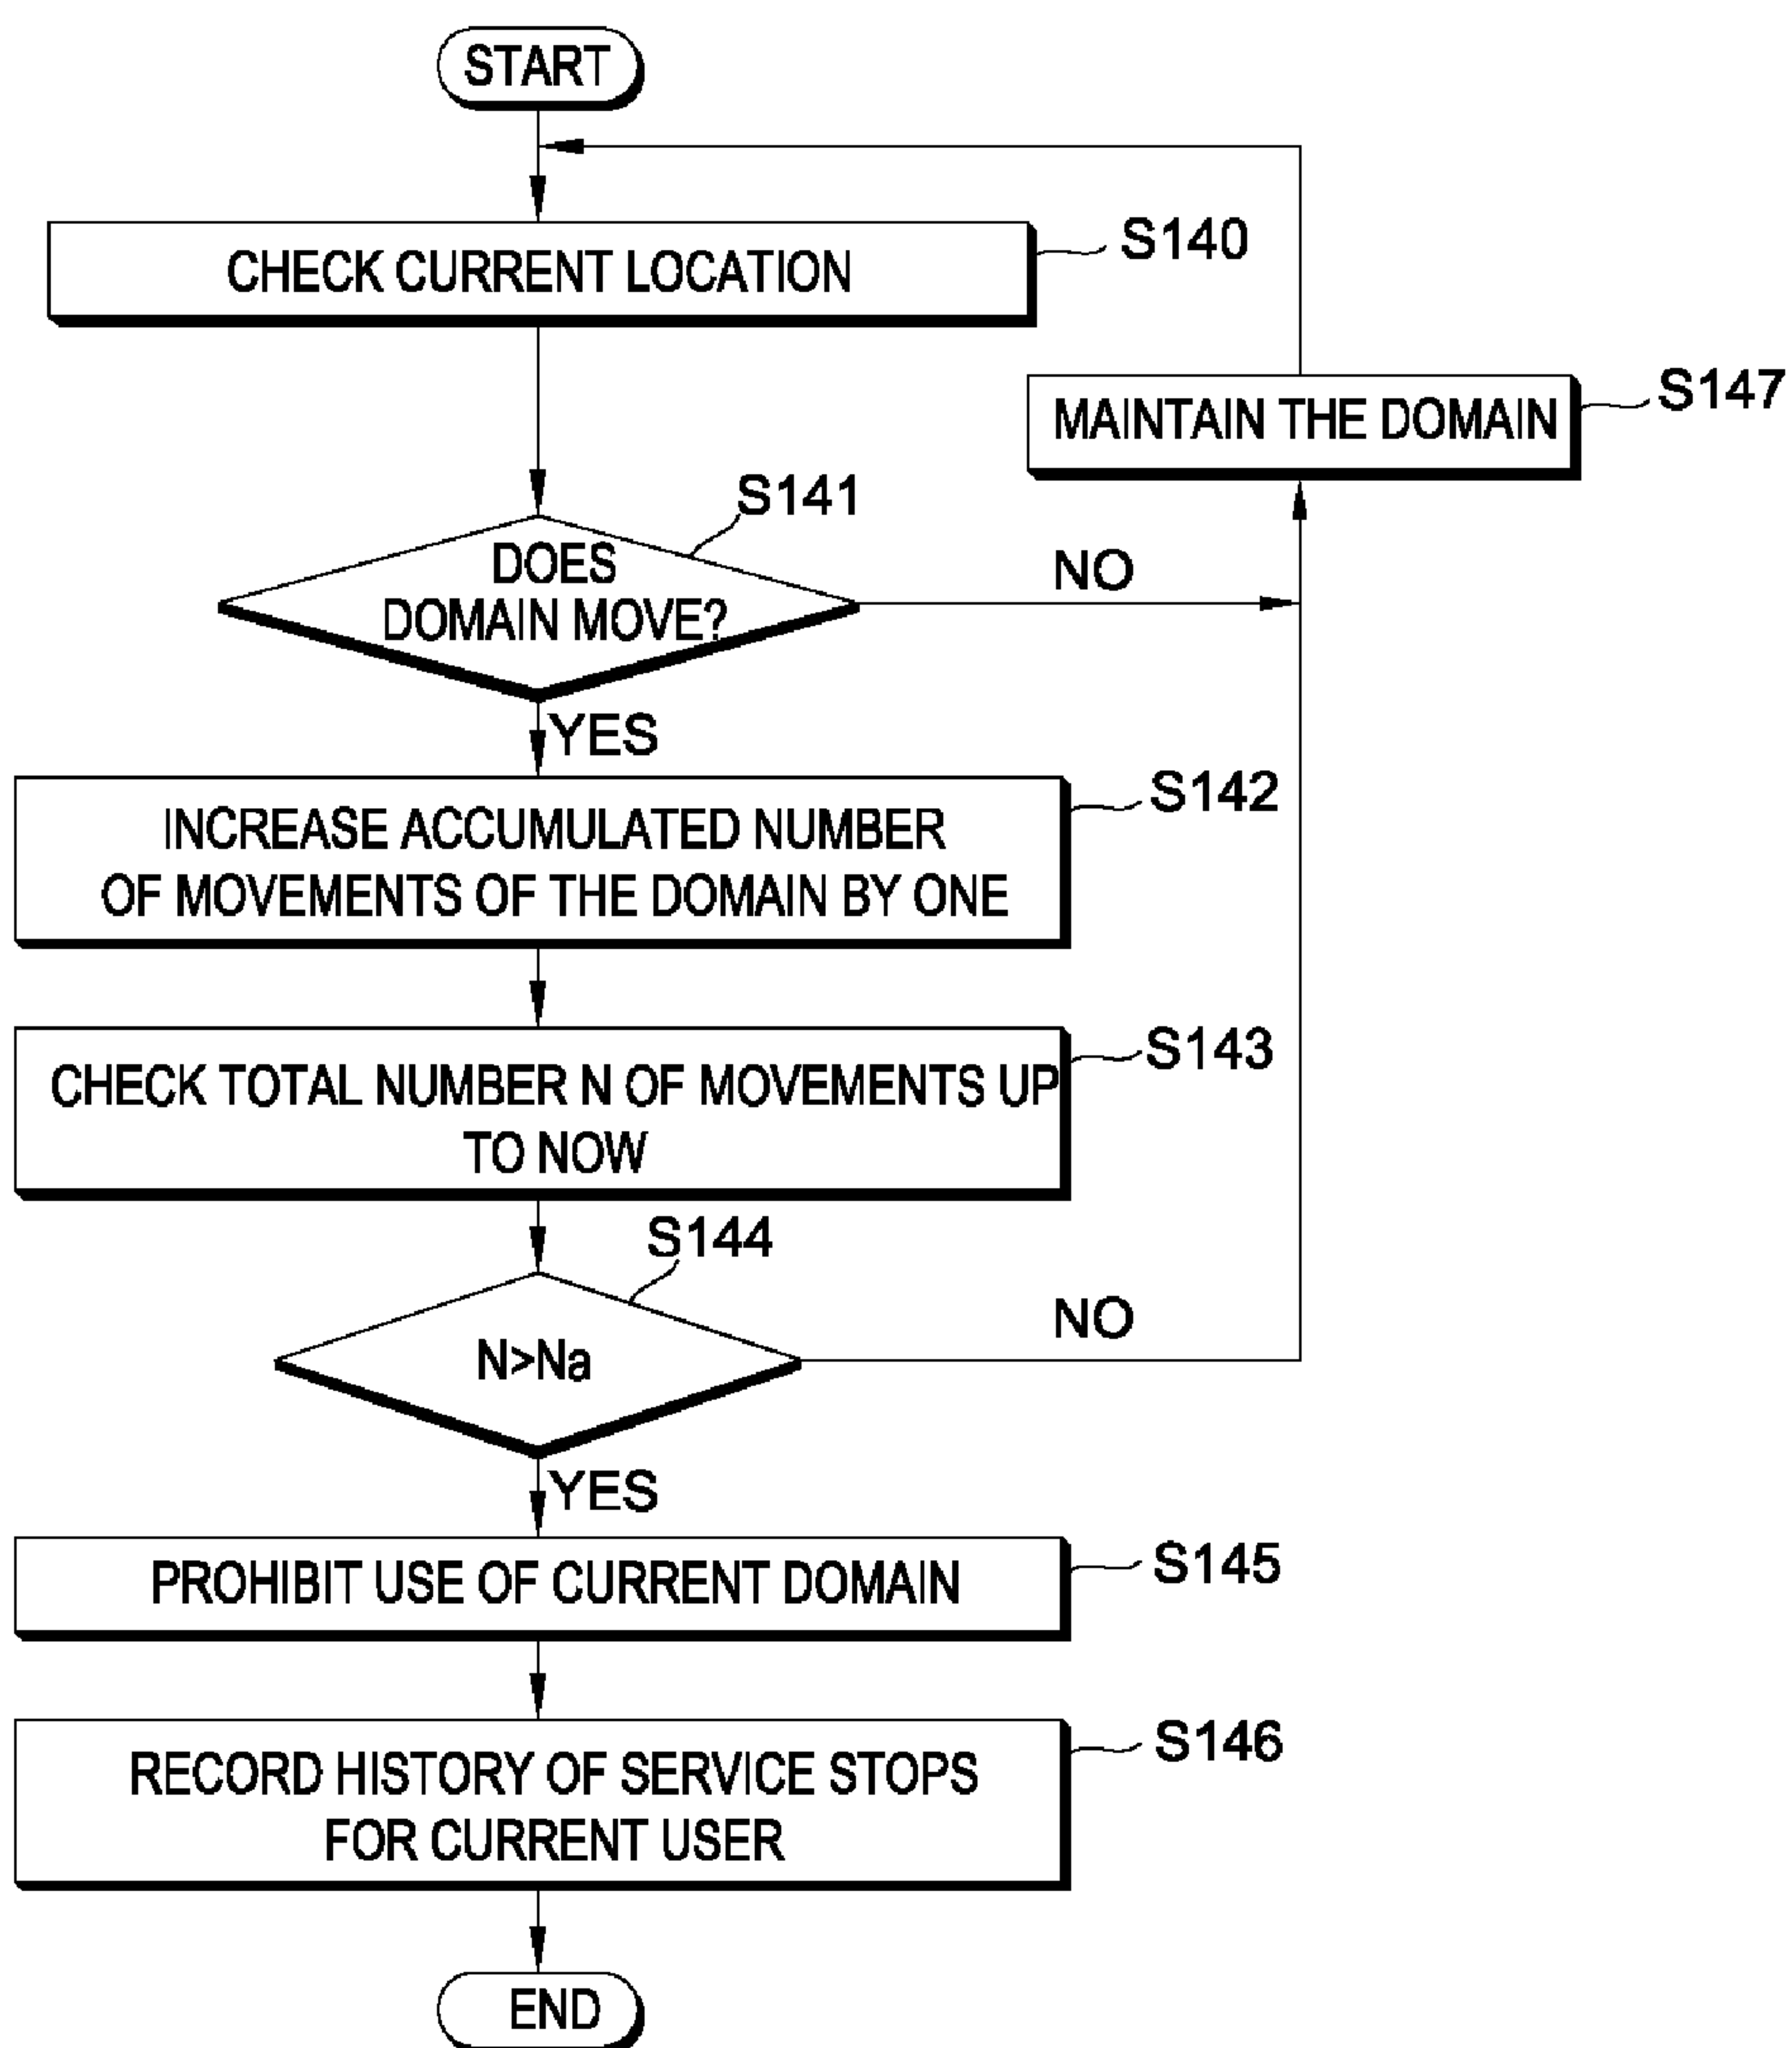 START
CHECK CURRENT LOCATION
S140
MAINTAIN THE DOMAIN
S147
S141
DOES
DOMAIN MOVE?
NO
YES
INCREASE ACCUMULATED NUMBER
OF MOVEMENTS OF THE DOMAIN BY ONE
S142
CHECK TOTAL NUMBER N OF MOVEMENTS UP
TO NOW
S143
S144
N>Na
NO
YES
PROHIBIT USE OF CURRENT DOMAIN
S145
RECORD HISTORY OF SERVICE STOPS
FOR CURRENT USER
S146
END